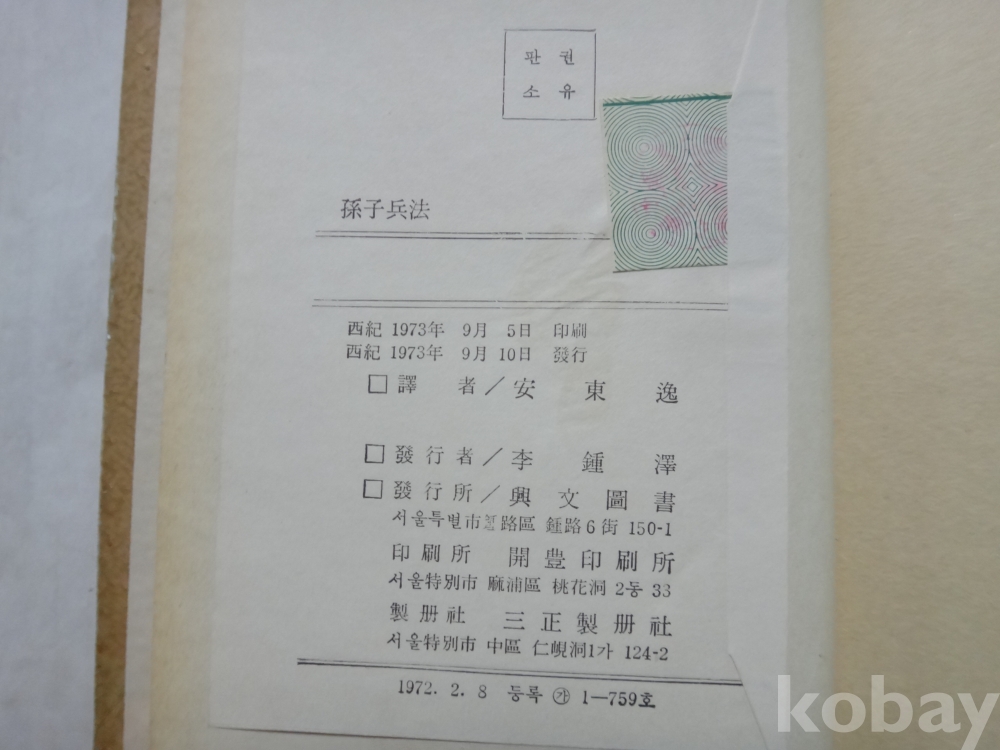 판권
소유
孫子兵法
西紀 1973年 9月 5日 印刷
西紀 1973年 9月 10日 發行
□ 譯 者 / 安 東 逸
□ 發行者 / 李 鍾 澤
□ 發行所 / 興文圖書
서울특별市 路區 鍾路6街 150-1
印刷所 開豊印刷所
서울特別市 麻浦區 桃花洞 2동 33
製册社 三正製册社
서울特別市 中區 仁峴洞1가 124-2
1972. 2. 8 등록 ㉮ 1—759호
kobay